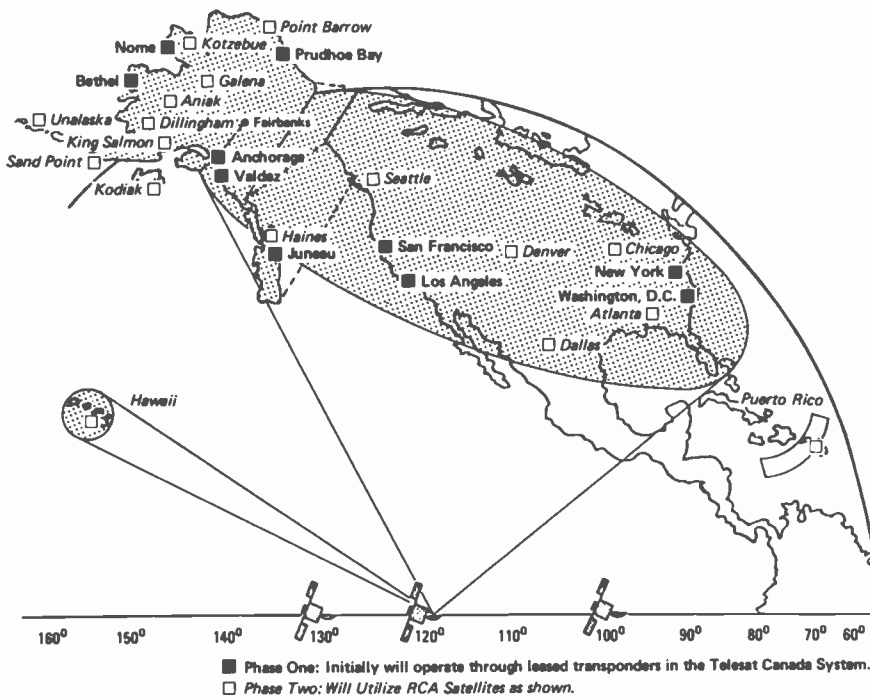 Point Barrow
Nome
Kotzebue
Prudhoe Bay
Bethel
Galena
Aniak
Unalaska
Dillingham
Fairbanks
King Salmon
Sand Point
Anchorage
Valdaz
Kodiak
Seattle
Haines
Juneau
San Francisco
Denver
Chicago
New York
Los Angeles
Washington, D.C.
Atlanta
Dallas
Hawaii
Puerto Rico
160° 150° 140° 130° 120° 110° 100° 90° 80° 70° 60°
Phase One: Initially will operate through leased transponders in the Telesat Canada System.
Phase Two: Will Utilize RCA Satellites as shown.